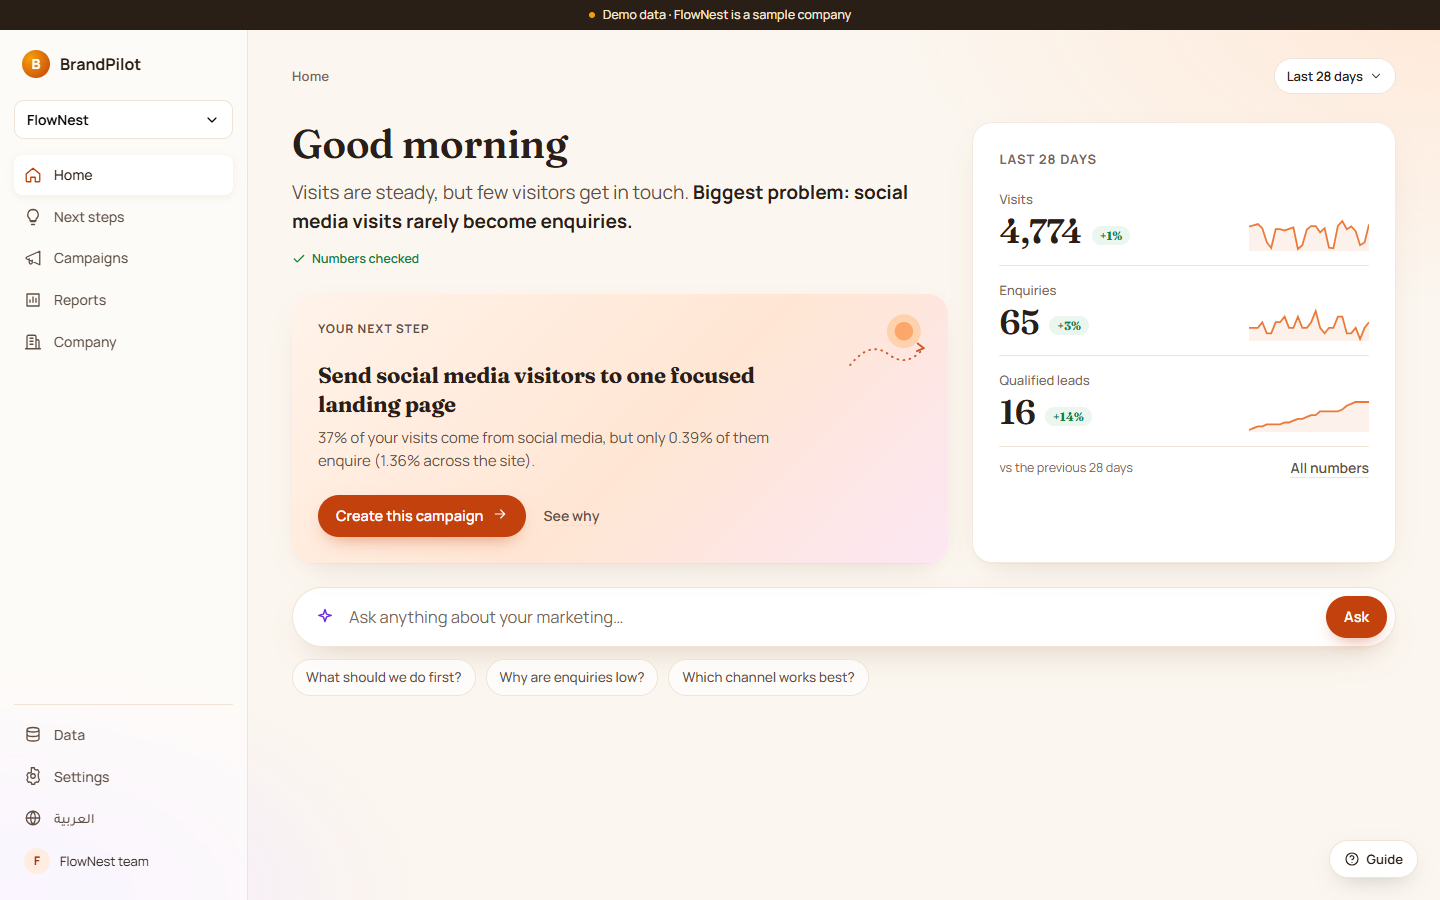 Demo data · FlowNest is a sample company
B BrandPilot
FlowNest
Home
Next steps
Campaigns
Reports
Company
Data
Settings
العربية
F FlowNest team
Home
Last 28 days
Good morning
Visits are steady, but few visitors get in touch. Biggest problem: social
media visits rarely become enquiries.
Numbers checked
YOUR NEXT STEP
Send social media visitors to one focused
landing page
37% of your visits come from social media, but only 0.39% of them
enquire (1.36% across the site).
Create this campaign
See why
LAST 28 DAYS
Visits
4,774 +1%
Enquiries
65 +3%
Qualified leads
16 +14%
vs the previous 28 days
All numbers
Ask anything about your marketing...
Ask
What should we do first?
Why are enquiries low?
Which channel works best?
Guide